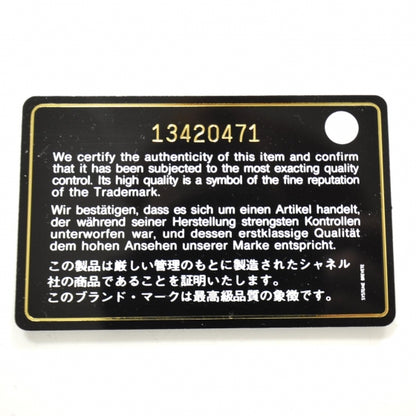 13420471
We certify the authenticity of this item and confirm
that it has been subjected to the most exacting quality
control. Its high quality is a symbol of the fine reputation
of the Trademark.
Wir bestätigen, dass es sich um einen Artikel handelt,
der während seiner Herstellung strengsten Kontrollen
unterworfen war, und dessen erstklassige Qualität
dem hohen Ansehen unserer Marke entspricht.
この製品は厳しい管理のもとに製造されたシャネル
社の商品であることを証明いたします。
このブランド・マークは最高級品質の象徴です。